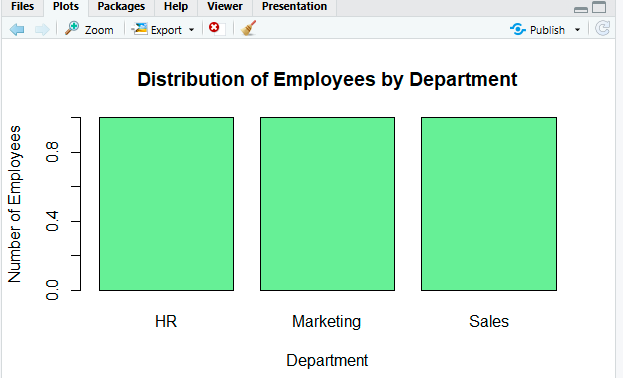 Files Plots Packages Help Viewer Presentation
Zoom Export Publish
Distribution of Employees by Department
Number of Employees
0.8
0.4
0.0
HR Marketing Sales
Department